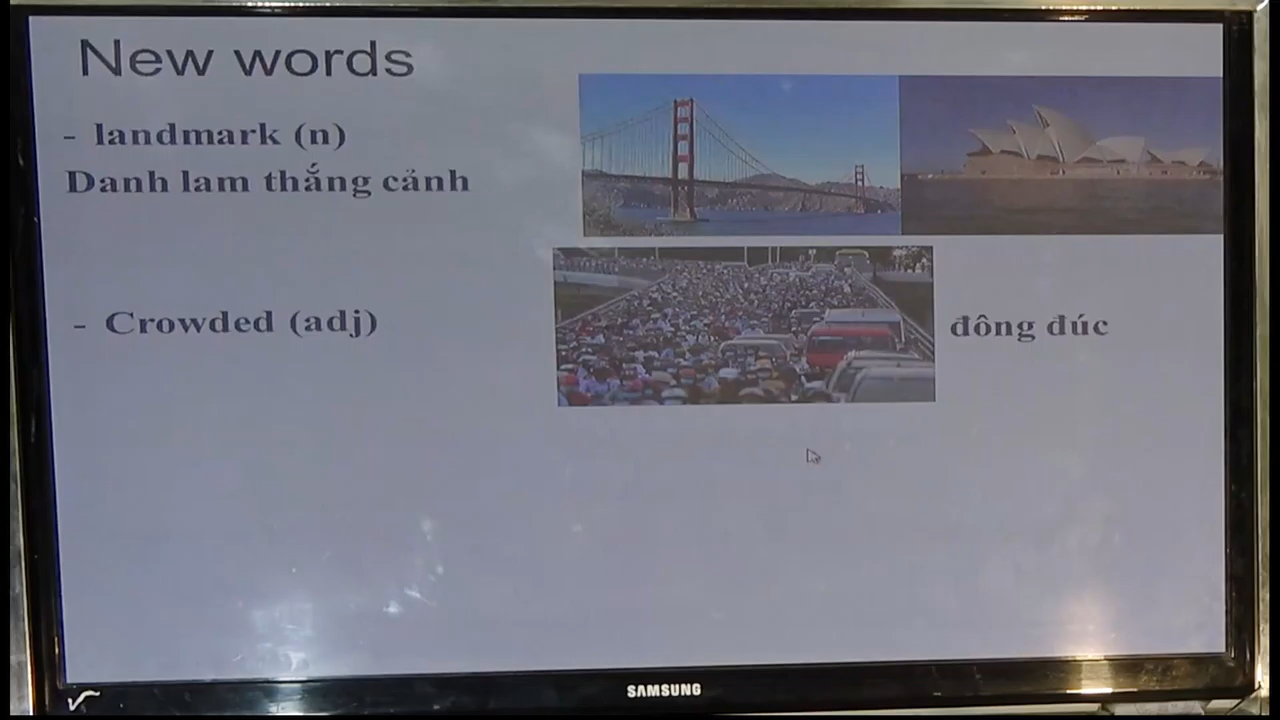 New words
- landmark (n)
Danh lam thắng cảnh
- Crowded (adj)
đông đúc
SAMSUNG